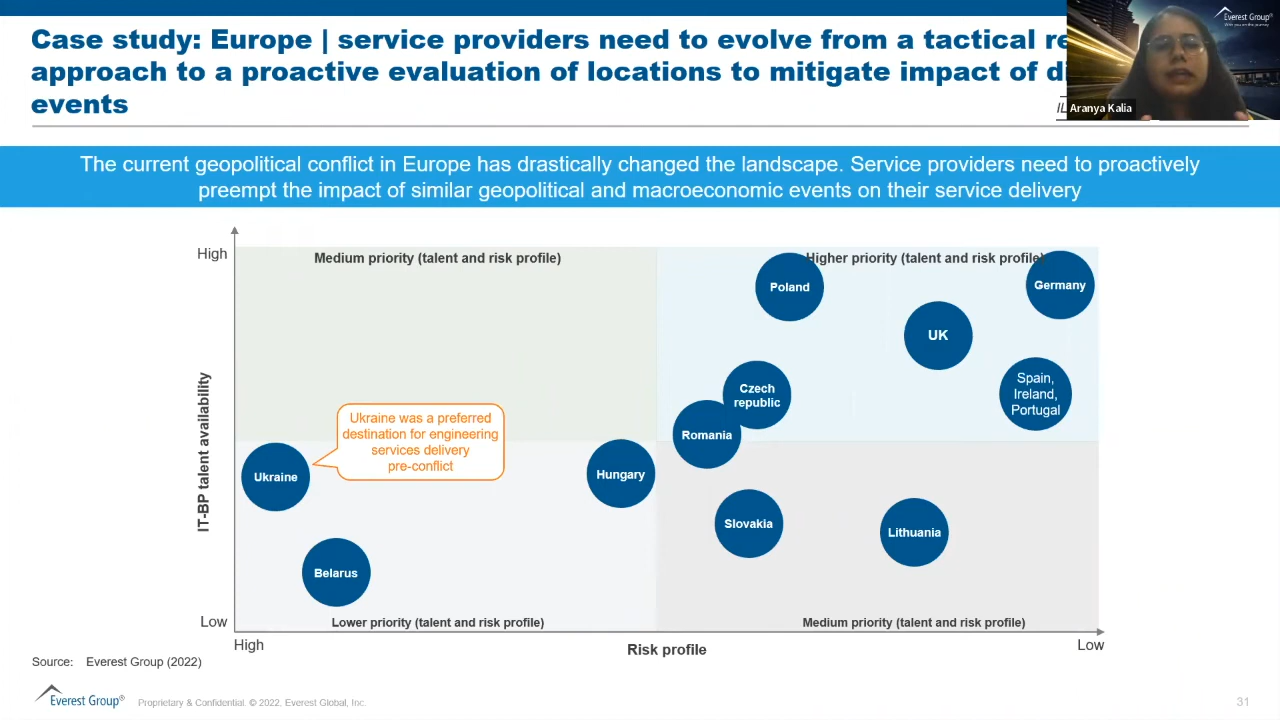 Case study: Europe | service providers need to evolve from a tactical
approach to a proactive evaluation of locations to mitigate impact of
events
Everest Group®
With you on the journey
Aranya Kalia
The current geopolitical conflict in Europe has drastically changed the landscape. Service providers need to proactively
preempt the impact of similar geopolitical and macroeconomic events on their service delivery
High
Medium priority (talent and risk profile)
Higher priority (talent and risk profile)
Poland
Germany
UK
Czech
republic
Spain,
Ireland,
Portugal
Romania
IT-BP talent availability
Ukraine was a preferred
destination for engineering
services delivery
pre-conflict
Ukraine
Hungary
Slovakia
Lithuania
Belarus
Low
Lower priority (talent and risk profile)
Medium priority (talent and risk profile)
High
Risk profile
Low
Source: Everest Group (2022)
Everest Group®
Proprietary & Confidential. © 2022, Everest Global, Inc.
31